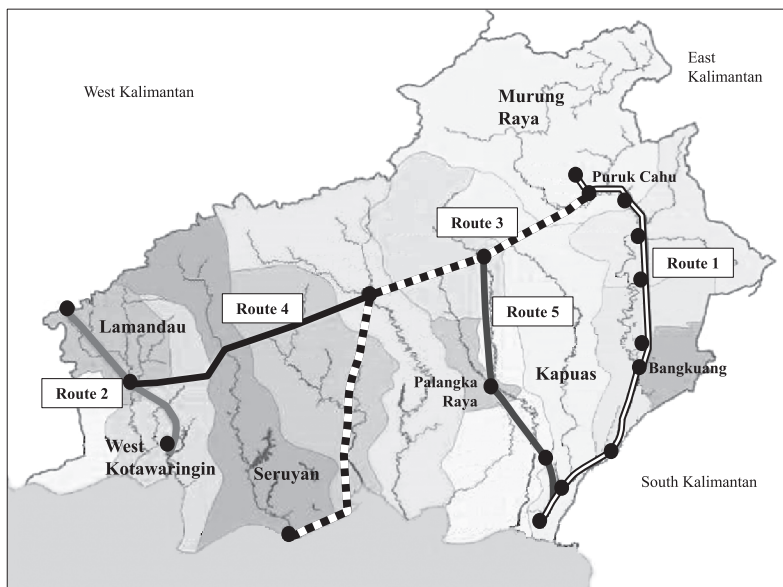 East
Kalimantan
West Kalimantan
Murung
Raya
Puruk Cahu
Route 3
Route 1
Route 4
Route 5
Lamandau
Route 2
Palangka
Raya
Kapuas
Bangkuang
West
Kotawaringin
Seruyan
South Kalimantan